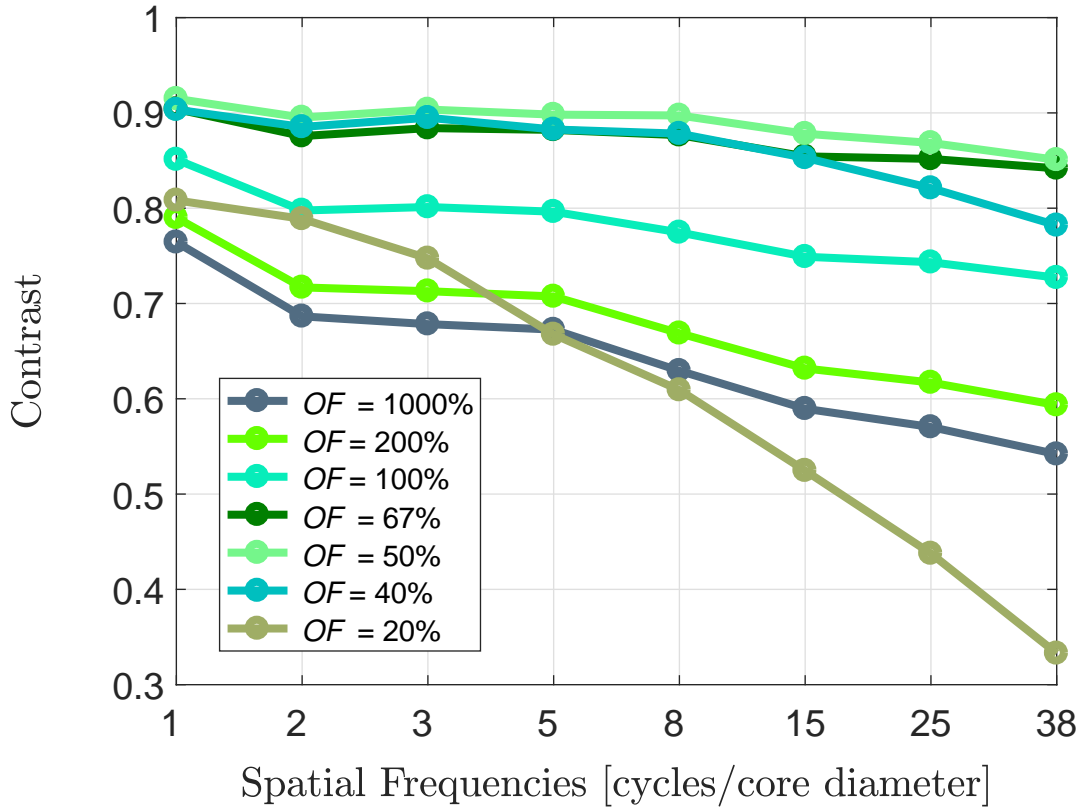 1
0.9
0.8
0.7
0.6
0.5
0.4
0.3
Contrast
OF = 1000%
OF = 200%
OF = 100%
OF = 67%
OF = 50%
OF = 40%
OF = 20%
1 2 3 5 8 15 25 38
Spatial Frequencies [cycles/core diameter]